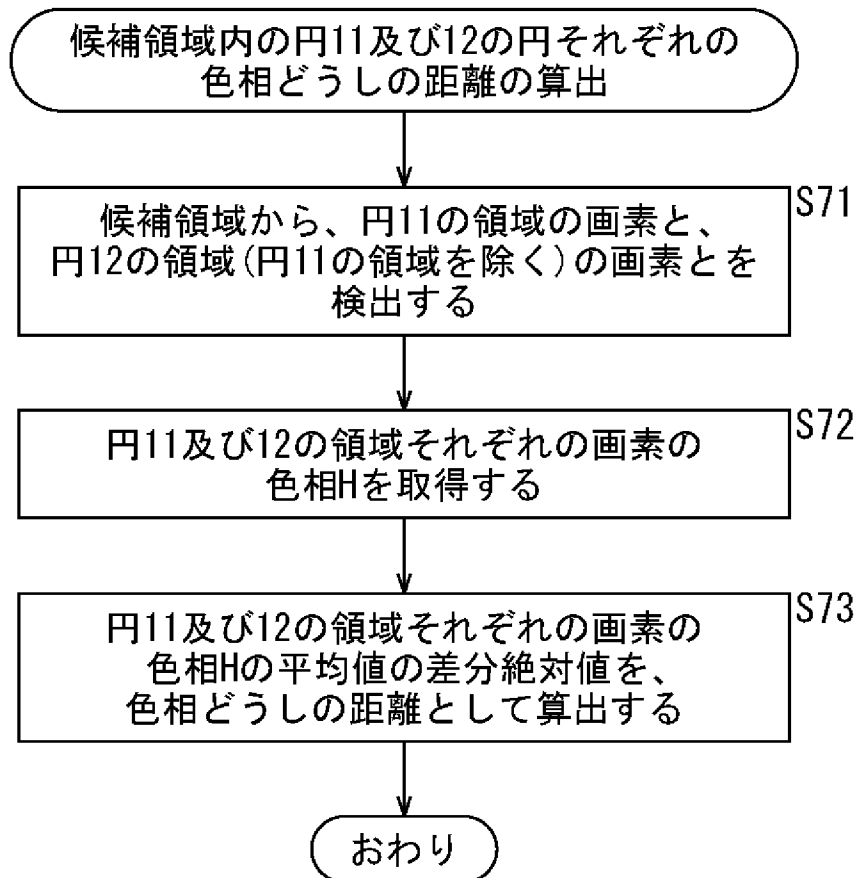 候補領域内の円11及び12の円それぞれの
色相どうしの距離の算出
S71
候補領域から、円11の領域の画素と、
円12の領域(円11の領域を除く)の画素とを
検出する
S72
円11及び12の領域それぞれの画素の
色相Hを取得する
S73
円11及び12の領域それぞれの画素の
色相Hの平均値の差分絶対値を、
色相どうしの距離として算出する
おわり